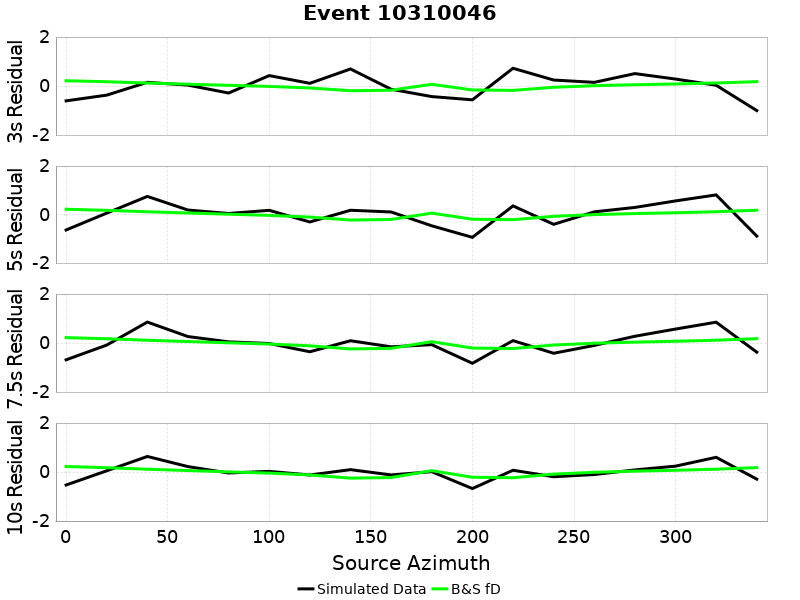 Event 10310046
3s Residual
2
0
-2
5s Residual
2
0
-2
7.5s Residual
2
0
-2
10s Residual
2
0
-2
0 50 100 150 200 250 300
Source Azimuth
Simulated Data B&S fD